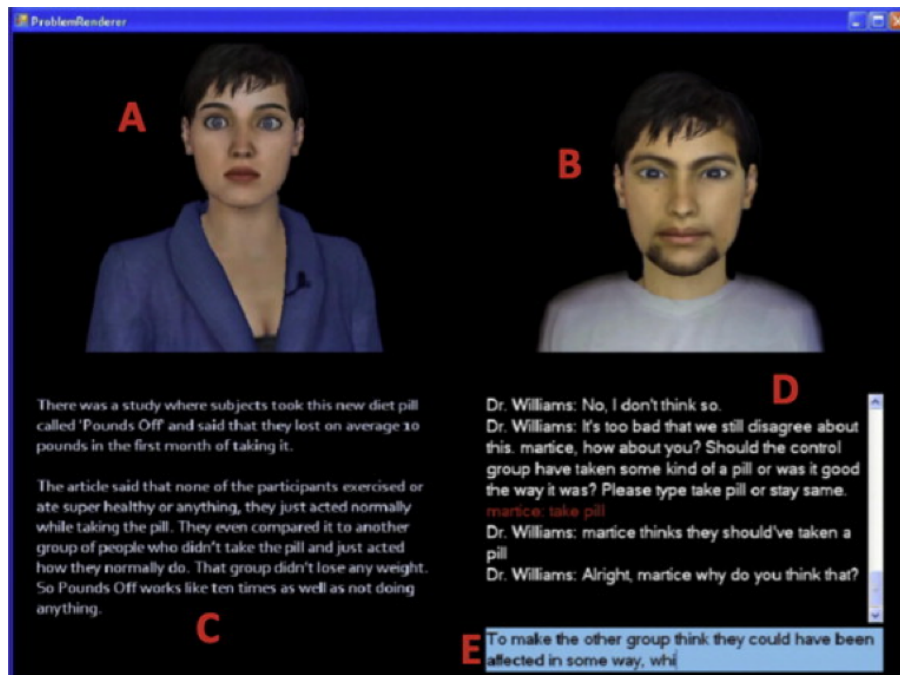 ProblemRenderer
A
B
There was a study where subjects took this new diet pill
called 'Pounds Off' and said that they lost on average 10
pounds in the first month of taking it.
The article said that none of the participants exercised or
ate super healthy or anything, they just acted normally
while taking the pill. They even compared it to another
group of people who didn't take the pill and just acted
how they normally do. That group didn't lose any weight.
So Pounds Off works like ten times as well as not doing
anything.
C
D
Dr. Williams: No, I don't think so.
Dr. Williams: It's too bad that we still disagree about
this. martice, how about you? Should the control
group have taken some kind of a pill or was it good
the way it was? Please type take pill or stay same.
martice: take pill
Dr. Williams: martice thinks they should've taken a
pill
Dr. Williams: Alright, martice why do you think that?
E
To make the other group think they could have been
affected in some way, whi